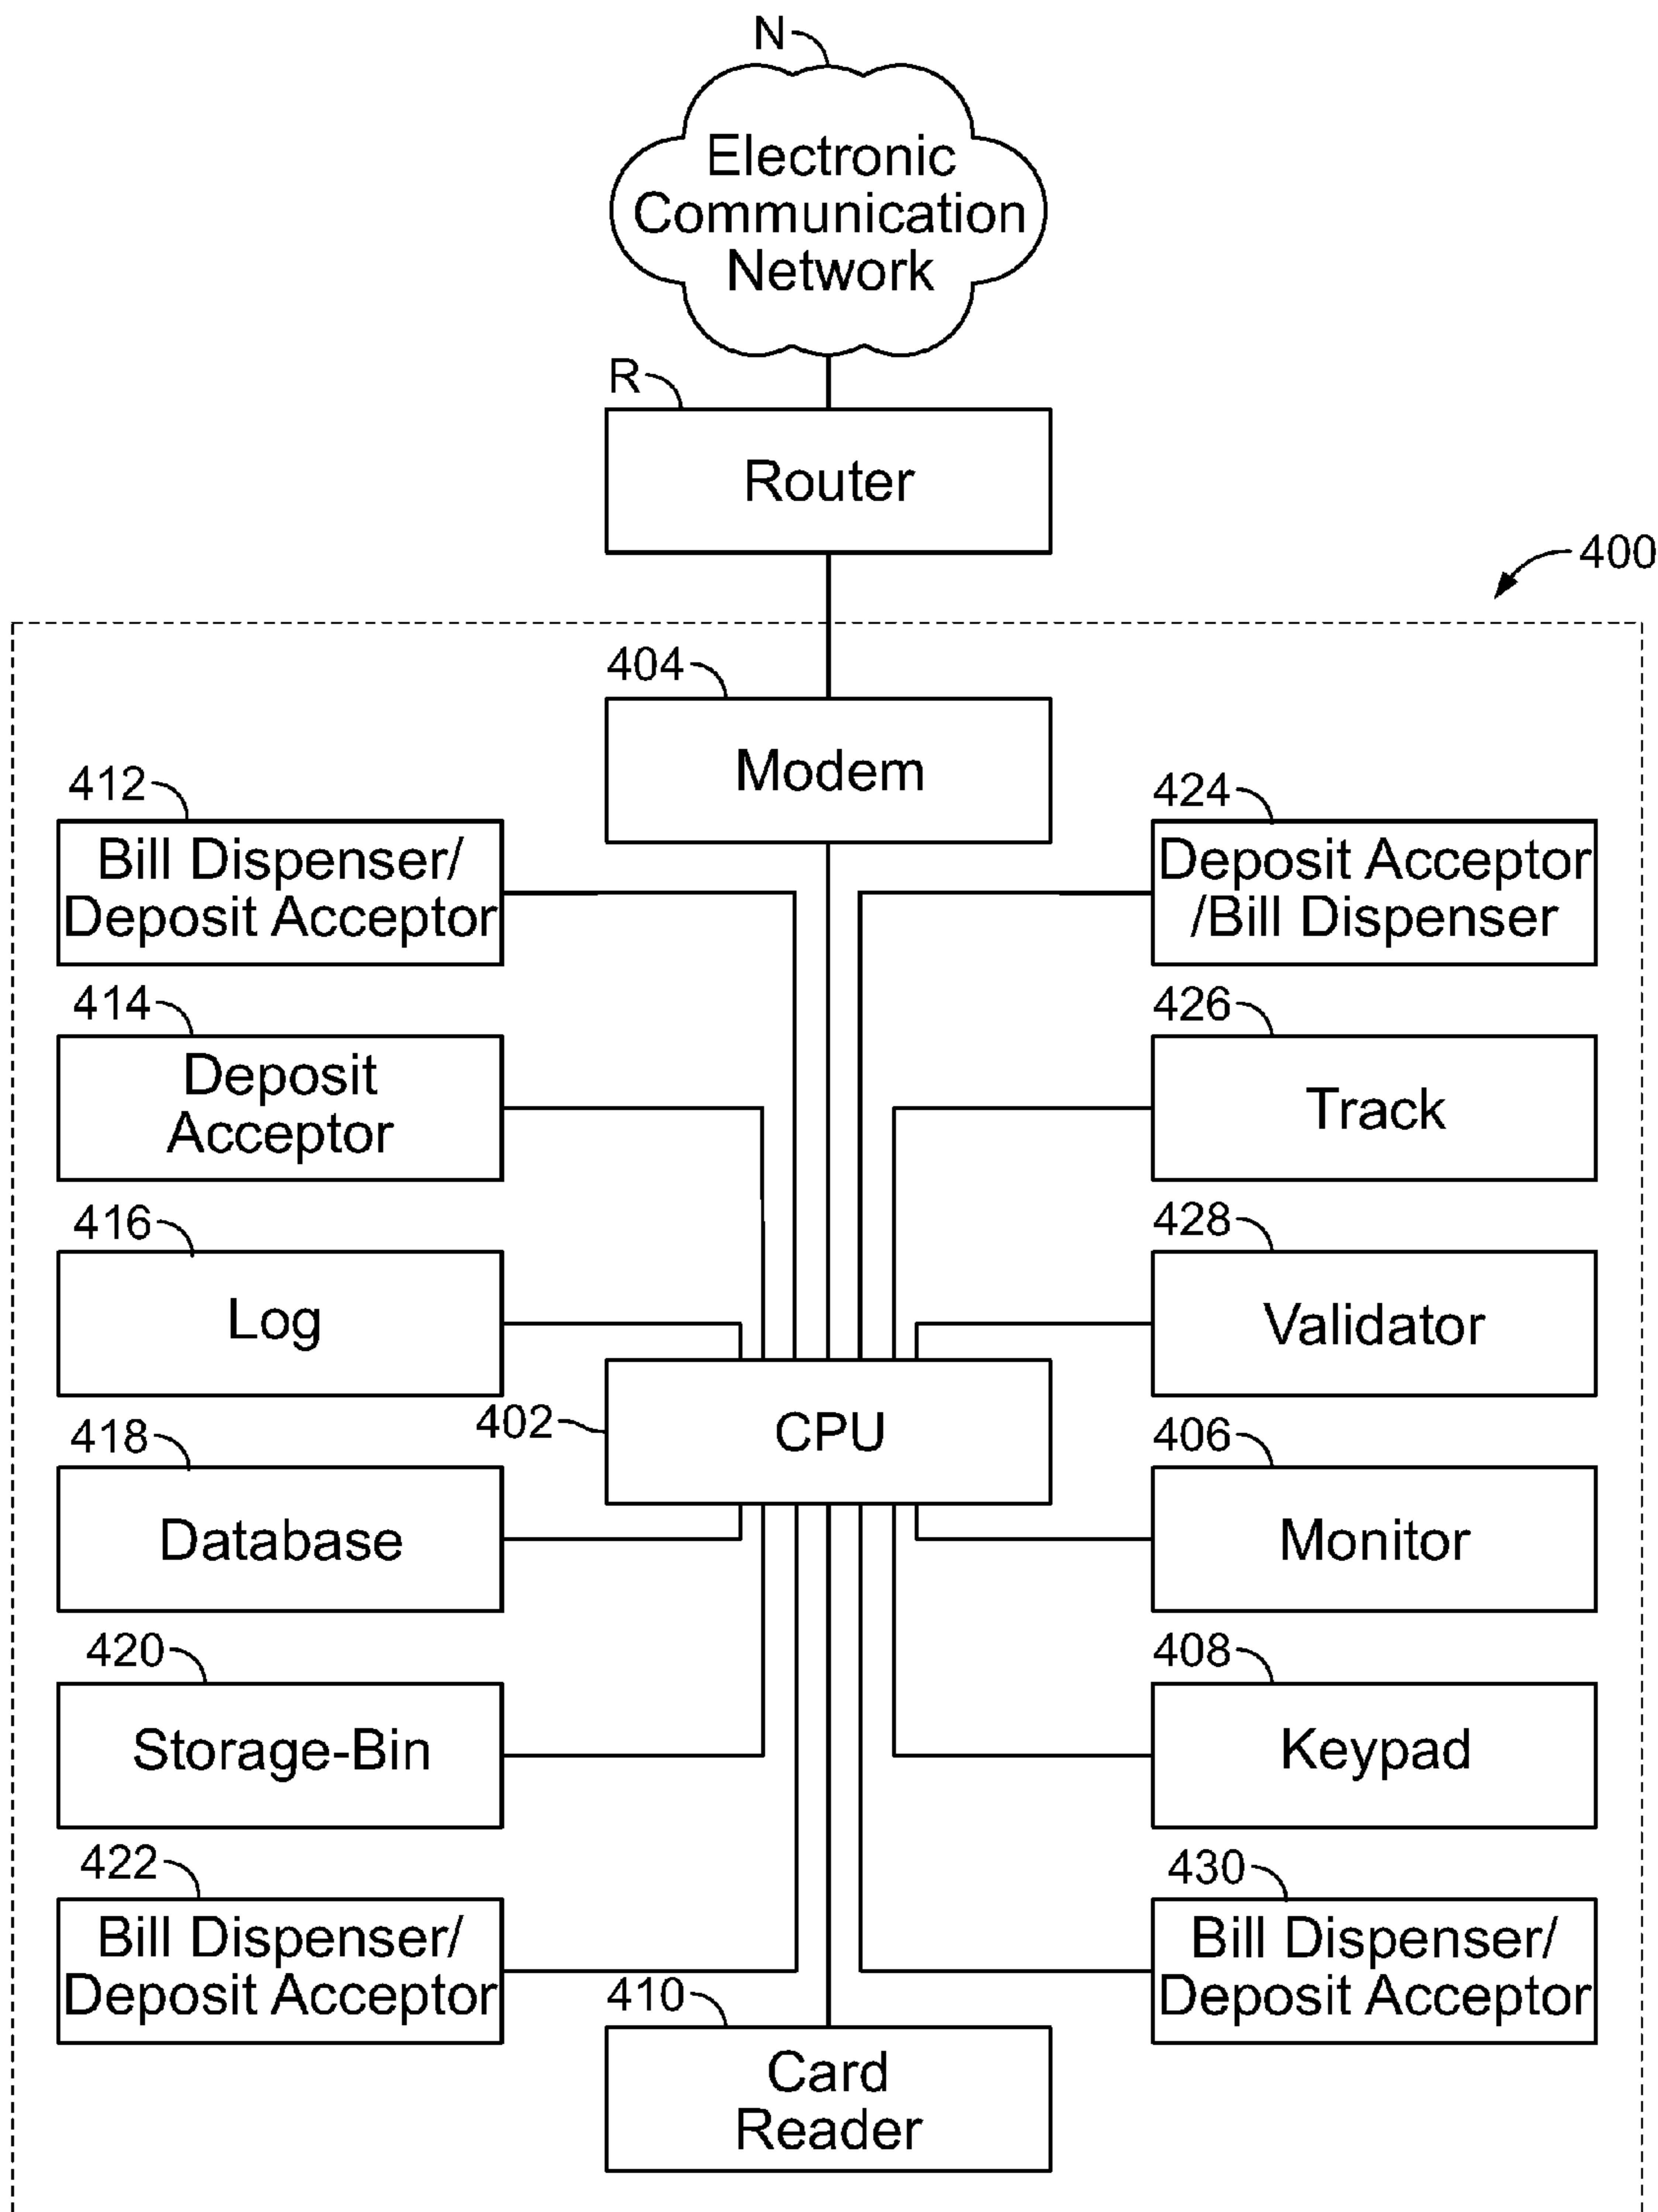 N
Electronic
Communication
Network
R
Router
400
404
Modem
412
Bill Dispenser/
Deposit Acceptor
424
Deposit Acceptor
/Bill Dispenser
414
Deposit
Acceptor
426
Track
416
Log
428
Validator
402
CPU
418
Database
406
Monitor
420
Storage-Bin
408
Keypad
422
Bill Dispenser/
Deposit Acceptor
430
Bill Dispenser/
Deposit Acceptor
410
Card
Reader